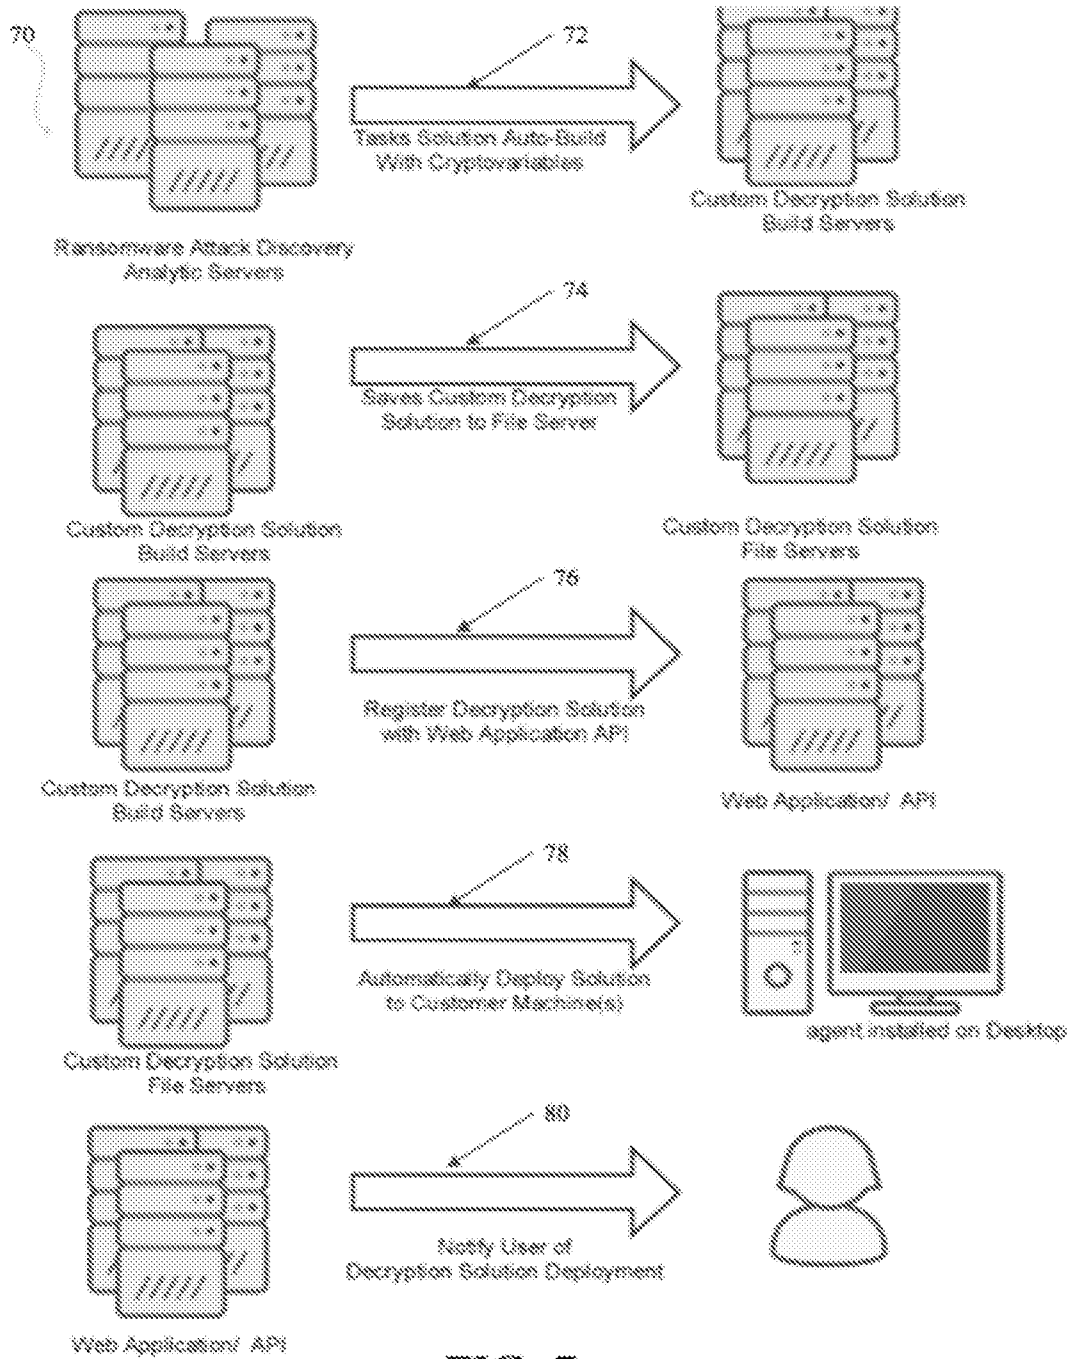 70
72
Tasks Solution Auto-Build
With Cryptovariables
Ransomware Attack Discovery
Analytic Servers
Custom Decryption Solution
Build Servers
74
Saves Custom Decryption
Solution to File Server
Custom Decryption Solution
Build Servers
Custom Decryption Solution
File Servers
76
Register Decryption Solution
with Web Application API
Custom Decryption Solution
Build Servers
Web Application/ API
78
Automatically Deploy Solution
to Customer Machine(s)
Custom Decryption Solution
File Servers
agent installed on Desktop
80
Notify User of
Decryption Solution Deployment
Web Application/ API